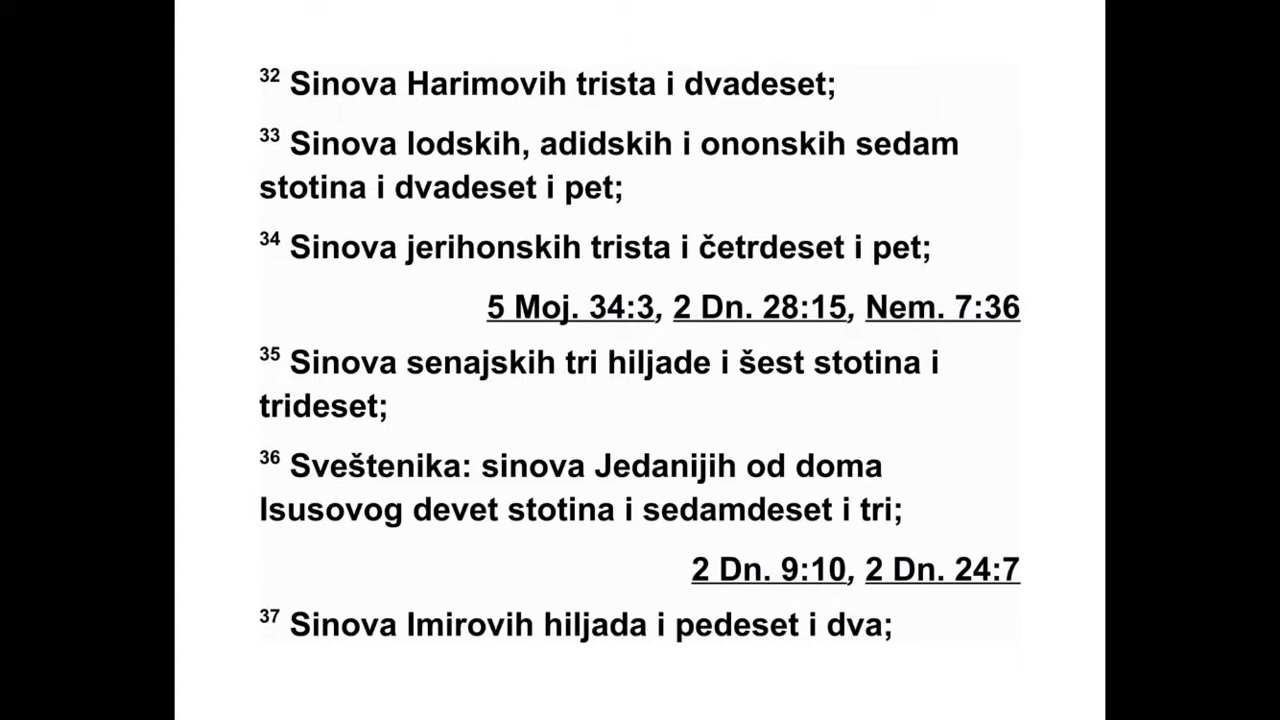 32 Sinova Harimovih trista i dvadeset;
33 Sinova lodskih, adidskih i ononskih sedam
stotina i dvadeset i pet;
34 Sinova jerihonskih trista i četrdeset i pet;
5 Moj. 34:3, 2 Dn. 28:15, Nem. 7:36
35 Sinova senajskih tri hiljade i šest stotina i
trideset;
36 Sveštenika: sinova Jedanijih od doma
Isusovog devet stotina i sedamdeset i tri;
2 Dn. 9:10, 2 Dn. 24:7
37 Sinova Imirovih hiljada i pedeset i dva;